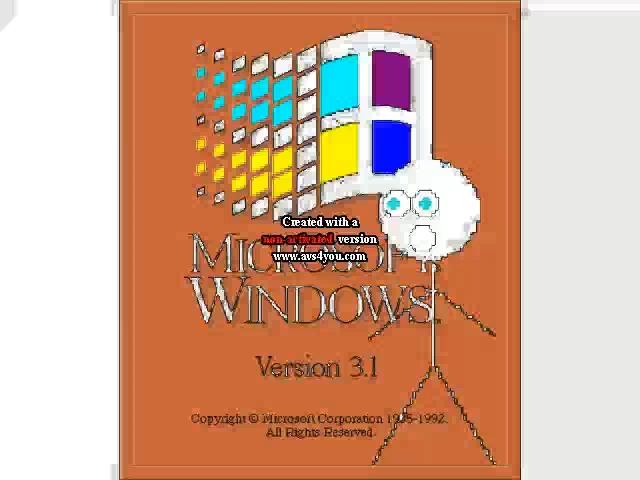 Created with a
non-activated version
www.avs4you.com
MICROSOFT®
WINDOWS
Version 3.1
Copyright © Microsoft Corporation 1985-1992.
All Rights Reserved.